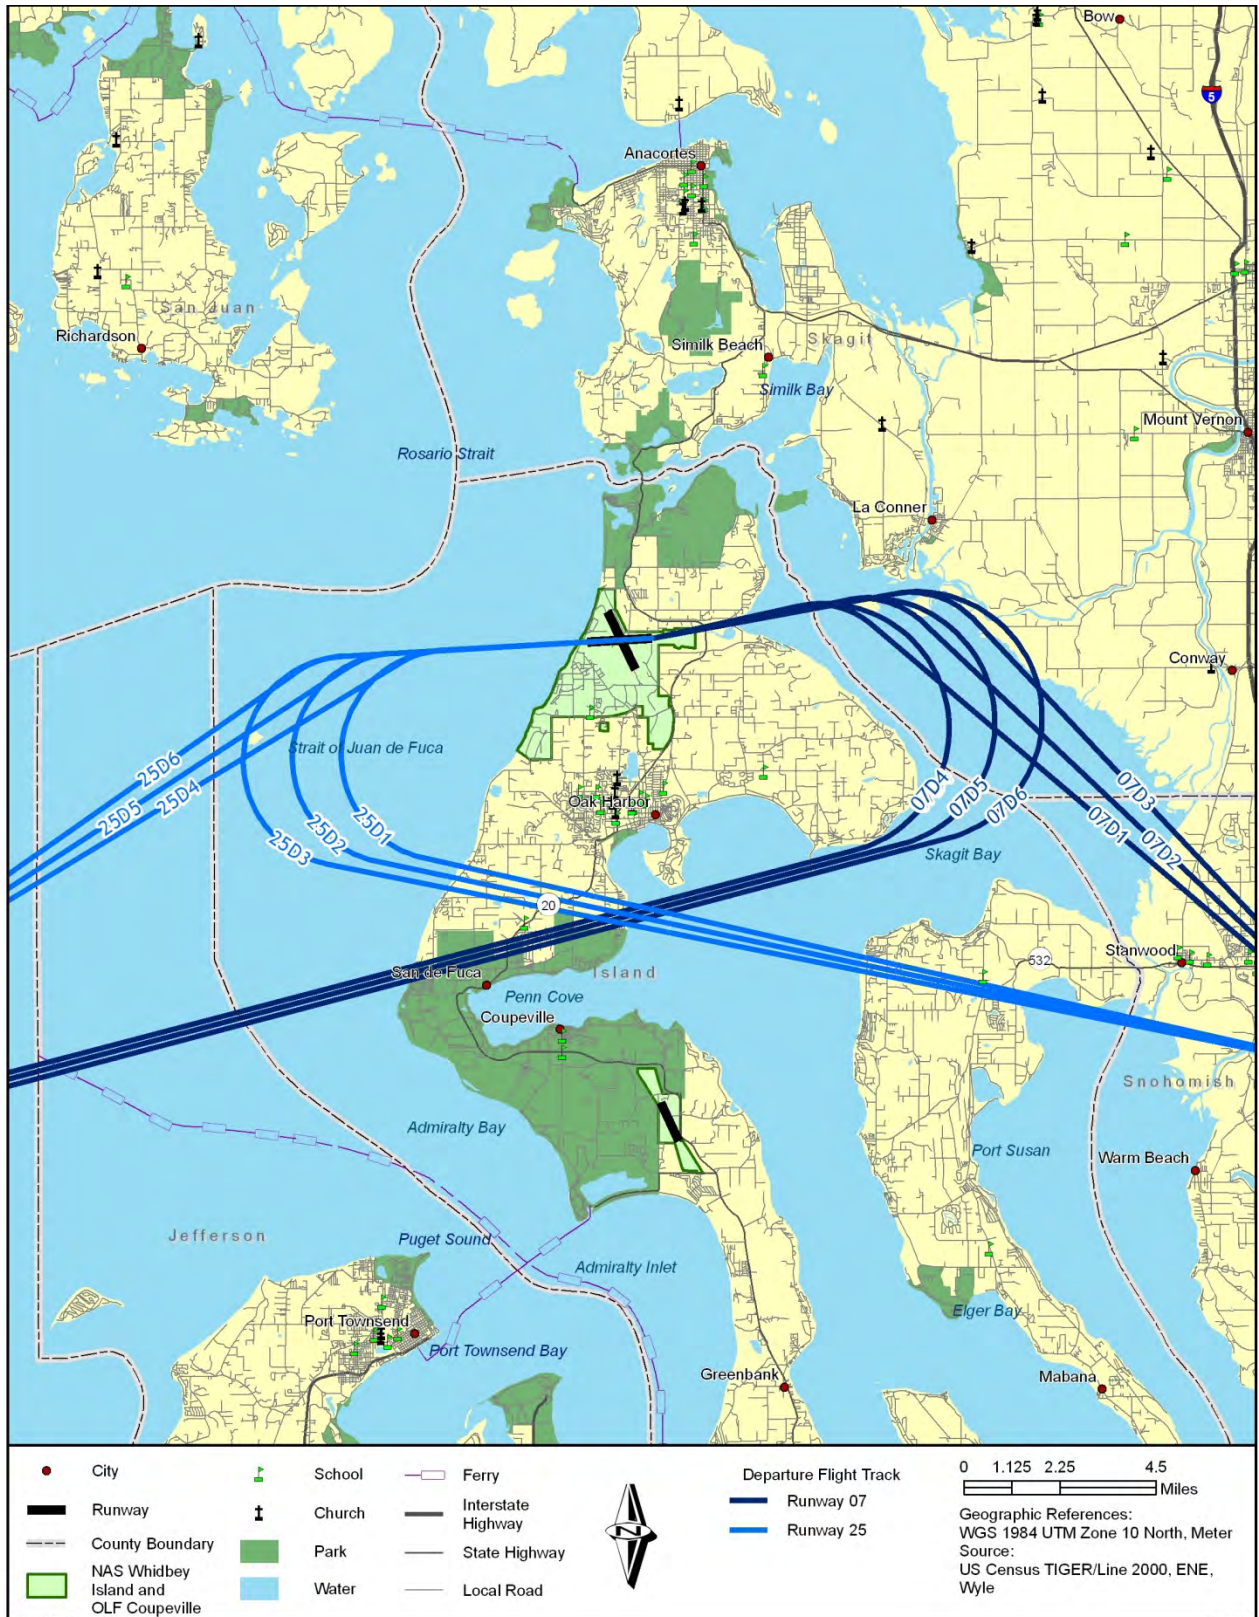 Bow
5
Anacortes
San Juan
Richardson
Similk Beach
Skagit
Similk Bay
Mount Vernon
Rosario Strait
La Conner
Conway
Strait of Juan de Fuca
25D6
25D5
25D4
25D1
25D2
25D3
Oak Harbor
07D4
07D5
07D6
07D3
07D1
07D2
Skagit Bay
20
Stanwood
532
San de Fuca
Island
Penn Cove
Coupeville
Snohomish
Admiralty Bay
Port Susan
Warm Beach
Jefferson
Puget Sound
Admiralty Inlet
Elger Bay
Port Townsend
Port Townsend Bay
Greenbank
Mabana
City
Runway
County Boundary
NAS Whidbey
Island and
OLF Coupeville
School
Church
Park
Water
Ferry
Interstate
Highway
State Highway
Local Road
N
Departure Flight Track
Runway 07
Runway 25
0 1.125 2.25 4.5
Miles
Geographic References:
WGS 1984 UTM Zone 10 North, Meter
Source:
US Census TIGER/Line 2000, ENE,
Wyle